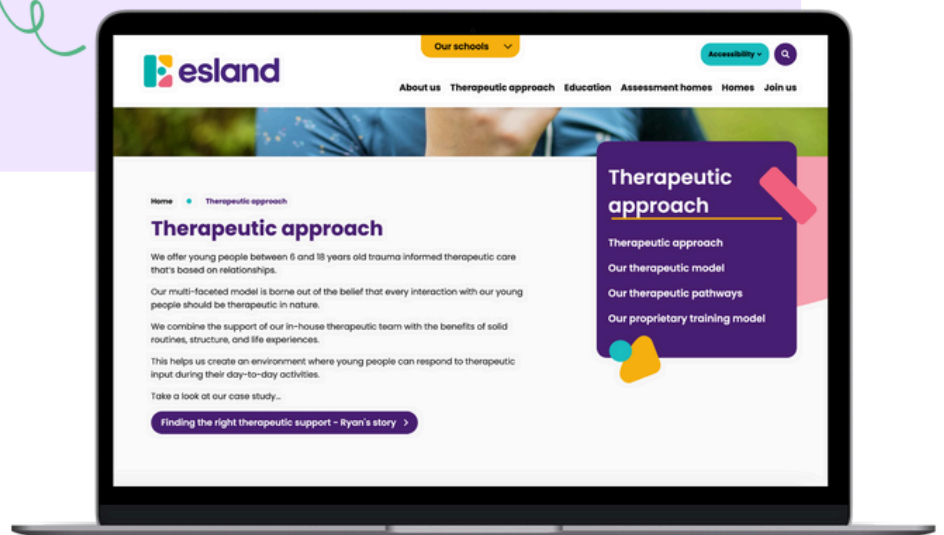 Our schools
Accessibility
esland
About us Therapeutic approach Education Assessment homes Homes Join us
Home Therapeutic approach
Therapeutic approach
We offer young people between 6 and 18 years old trauma informed therapeutic care
that's based on relationships.
Our multi-faceted model is borne out of the belief that every interaction with our young
people should be therapeutic in nature.
We combine the support of our in-house therapeutic team with the benefits of solid
routines, structure, and life experiences.
This helps us create an environment where young people can respond to therapeutic
input during their day-to-day activities.
Take a look at our case study...
Finding the right therapeutic support - Ryan's story
Therapeutic
approach
Therapeutic approach
Our therapeutic model
Our therapeutic pathways
Our proprietary training model